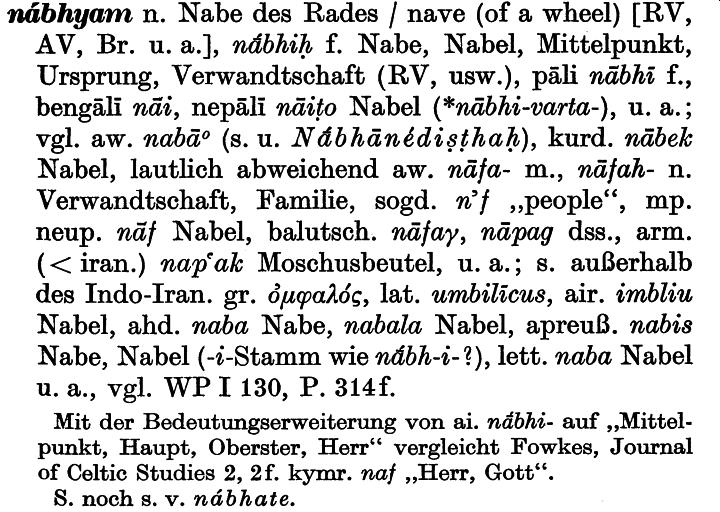 nábhyam n. Nabe des Rades / nave (of a wheel) [RV,
AV, Br. u. a.], nā́bhiḥ f. Nabe, Nabel, Mittelpunkt,
Ursprung, Verwandtschaft (RV, usw.), pāli nābhī f.,
bengālī nāi, nepālī nāiṭo Nabel (*nābhi-varta-), u. a.;
vgl. aw. nabā° (s. u. Nā́bhānédiṣṭhaḥ), kurd. nābek
Nabel, lautlich abweichend aw. nāfa- m., nāfah- n.
Verwandtschaft, Familie, sogd. n’f „people“, mp.
neup. nāf Nabel, balutsch. nāfaγ, nāpag dss., arm.
(< iran.) napʿak Moschusbeutel, u. a.; s. außerhalb
des Indo-Iran. gr. ὀμφαλός, lat. umbilīcus, air. imbliu
Nabel, ahd. naba Nabe, nabala Nabel, apreuß. nabis
Nabe, Nabel (-i-Stamm wie nā́bh-i-?), lett. naba Nabel
u. a., vgl. WP I 130, P. 314f.
Mit der Bedeutungserweiterung von ai. nā́bhi- auf „Mittel-
punkt, Haupt, Oberster, Herr“ vergleicht Fowkes, Journal
of Celtic Studies 2, 2f. kymr. naf „Herr, Gott“.
S. noch s. v. nábhate.